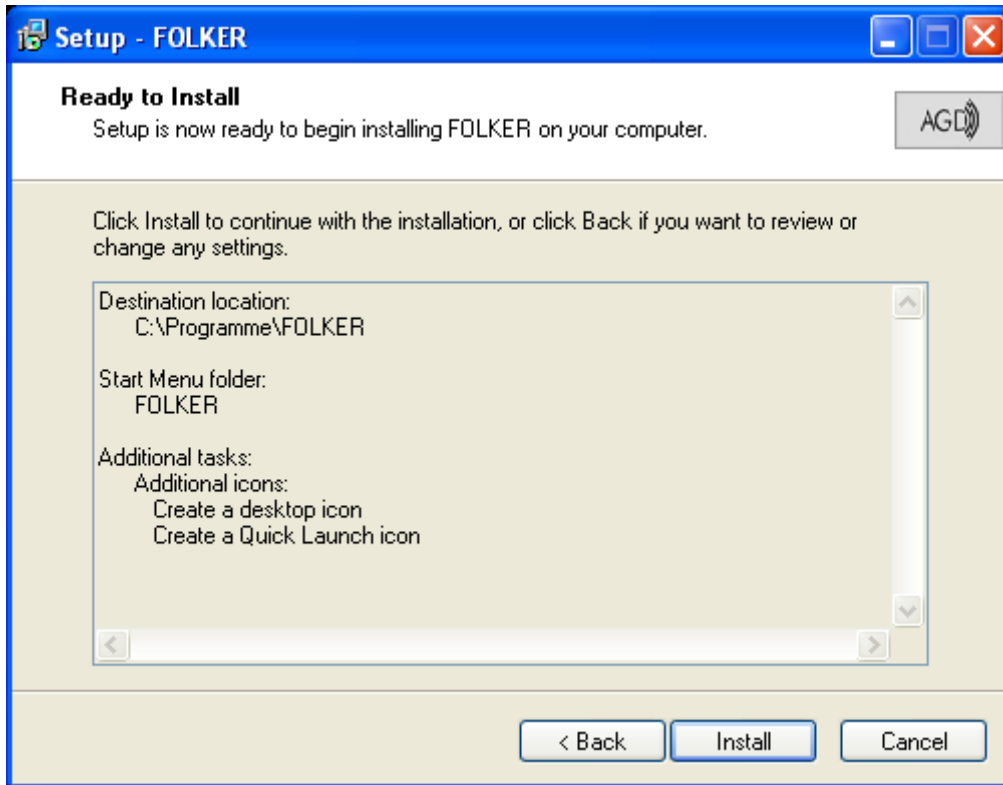 Setup - FOLKER
Ready to Install
Setup is now ready to begin installing FOLKER on your computer.
AGD
Click Install to continue with the installation, or click Back if you want to review or
change any settings.
Destination location:
C:\Programme\FOLKER
Start Menu folder:
FOLKER
Additional tasks:
Additional icons:
Create a desktop icon
Create a Quick Launch icon
< Back
Install
Cancel